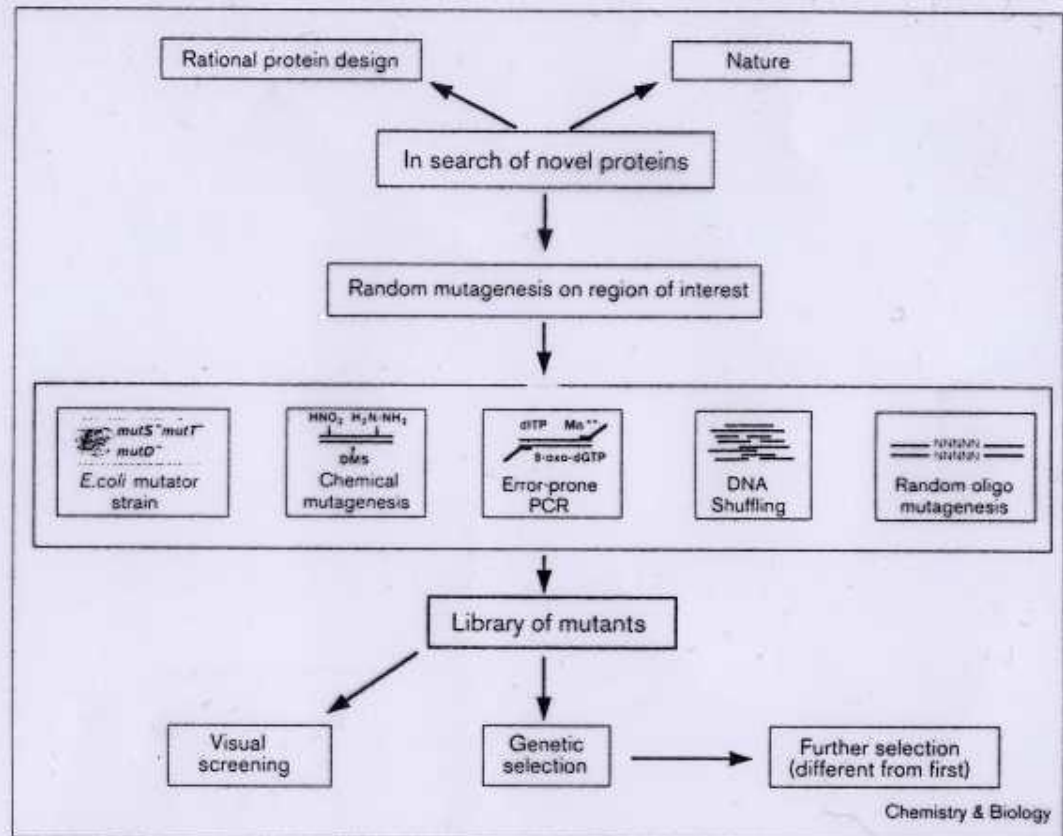 Rational protein design
Nature
In search of novel proteins
Random mutagenesis on region of interest
mutS⁻mutT⁻
mutD⁻
E.coli mutator
strain
HNO₂ H₂N-NH₂
DMS
Chemical
mutagenesis
dITP Mn⁺⁺
8-oxo-dGTP
Error-prone
PCR
DNA
Shuffling
NNNNN
NNNNN
Random oligo
mutagenesis
Library of mutants
Visual
screening
Genetic
selection
Further selection
(different from first)
Chemistry & Biology